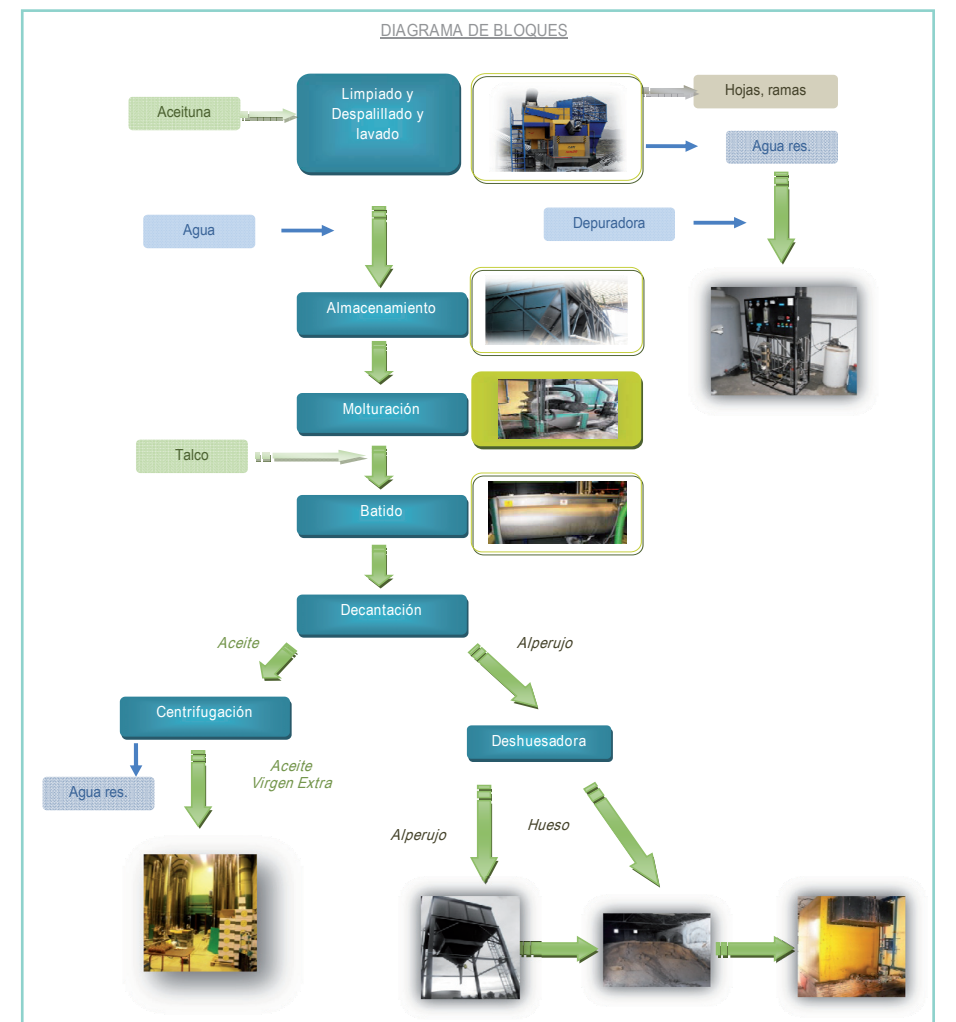 DIAGRAMA DE BLOQUES
Limpiado y
Despalillado y
lavado
Aceituna
Hojas, ramas
Agua res.
Agua
Depuradora
Almacenamiento
Molturación
Talco
Batido
Decantación
Aceite
Alperujo
Centrifugación
Deshuesadora
Aceite
Virgen Extra
Agua res.
Alperujo
Hueso